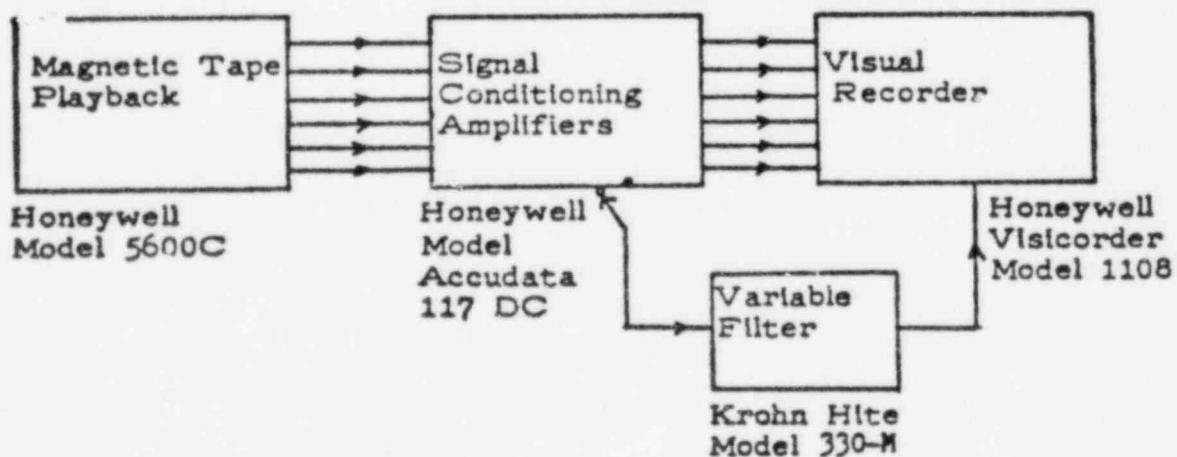 Magnetic Tape
Playback
Signal
Conditioning
Amplifiers
Visual
Recorder
Honeywell
Model 5600C
Honeywell
Model
Accudata
117 DC
Honeywell
Visicorder
Model 1108
Variable
Filter
Krohn Hite
Model 330-M